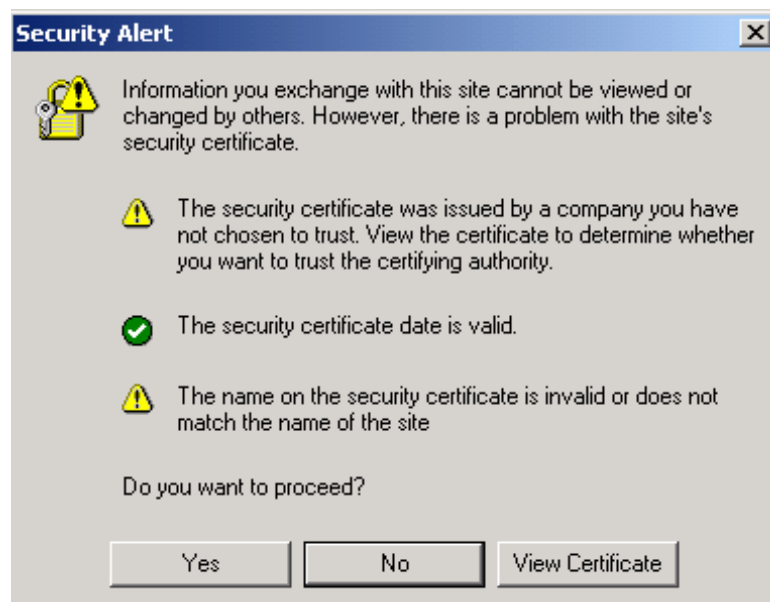 Security Alert
Information you exchange with this site cannot be viewed or
changed by others. However, there is a problem with the site's
security certificate.
The security certificate was issued by a company you have
not chosen to trust. View the certificate to determine whether
you want to trust the certifying authority.
The security certificate date is valid.
The name on the security certificate is invalid or does not
match the name of the site
Do you want to proceed?
Yes No View Certificate